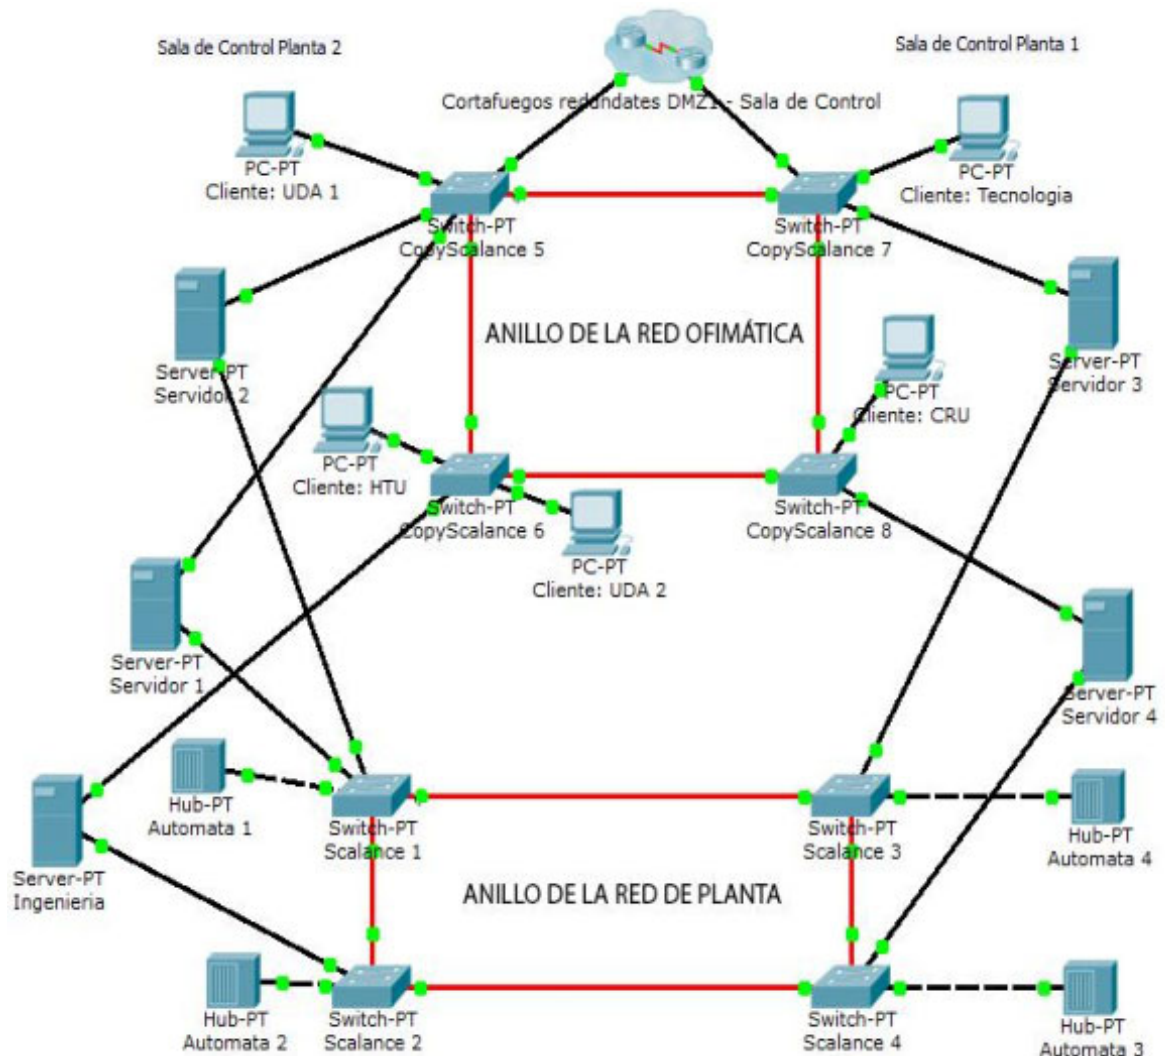 Sala de Control Planta 2
Sala de Control Planta 1
Cortafuegos redundates DMZ1 - Sala de Control
PC-PT
Cliente: UDA 1
PC-PT
Cliente: Tecnologia
Switch-PT
CopyScalance 5
Switch-PT
CopyScalance 7
ANILLO DE LA RED OFIMÁTICA
Server-PT
Servidor 2
Server-PT
Servidor 3
PC-PT
Cliente: CRU
PC-PT
Cliente: HTU
Switch-PT
CopyScalance 6
Switch-PT
CopyScalance 8
PC-PT
Cliente: UDA 2
Server-PT
Servidor 1
Server-PT
Servidor 4
Hub-PT
Automata 1
Switch-PT
Scalance 1
Switch-PT
Scalance 3
Hub-PT
Automata 4
Server-PT
Ingenieria
ANILLO DE LA RED DE PLANTA
Hub-PT
Automata 2
Switch-PT
Scalance 2
Switch-PT
Scalance 4
Hub-PT
Automata 3